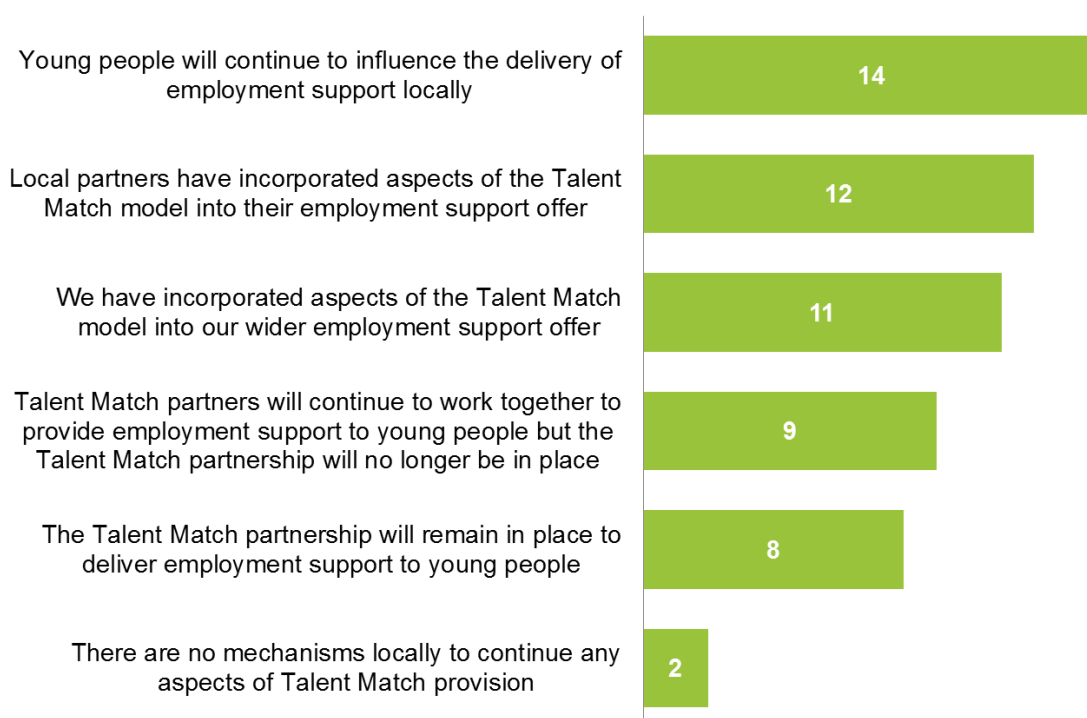 Young people will continue to influence the delivery of
employment support locally
14
Local partners have incorporated aspects of the Talent
Match model into their employment support offer
12
We have incorporated aspects of the Talent Match
model into our wider employment support offer
11
Talent Match partners will continue to work together to
provide employment support to young people but the
Talent Match partnership will no longer be in place
9
The Talent Match partnership will remain in place to
deliver employment support to young people
8
There are no mechanisms locally to continue any
aspects of Talent Match provision
2